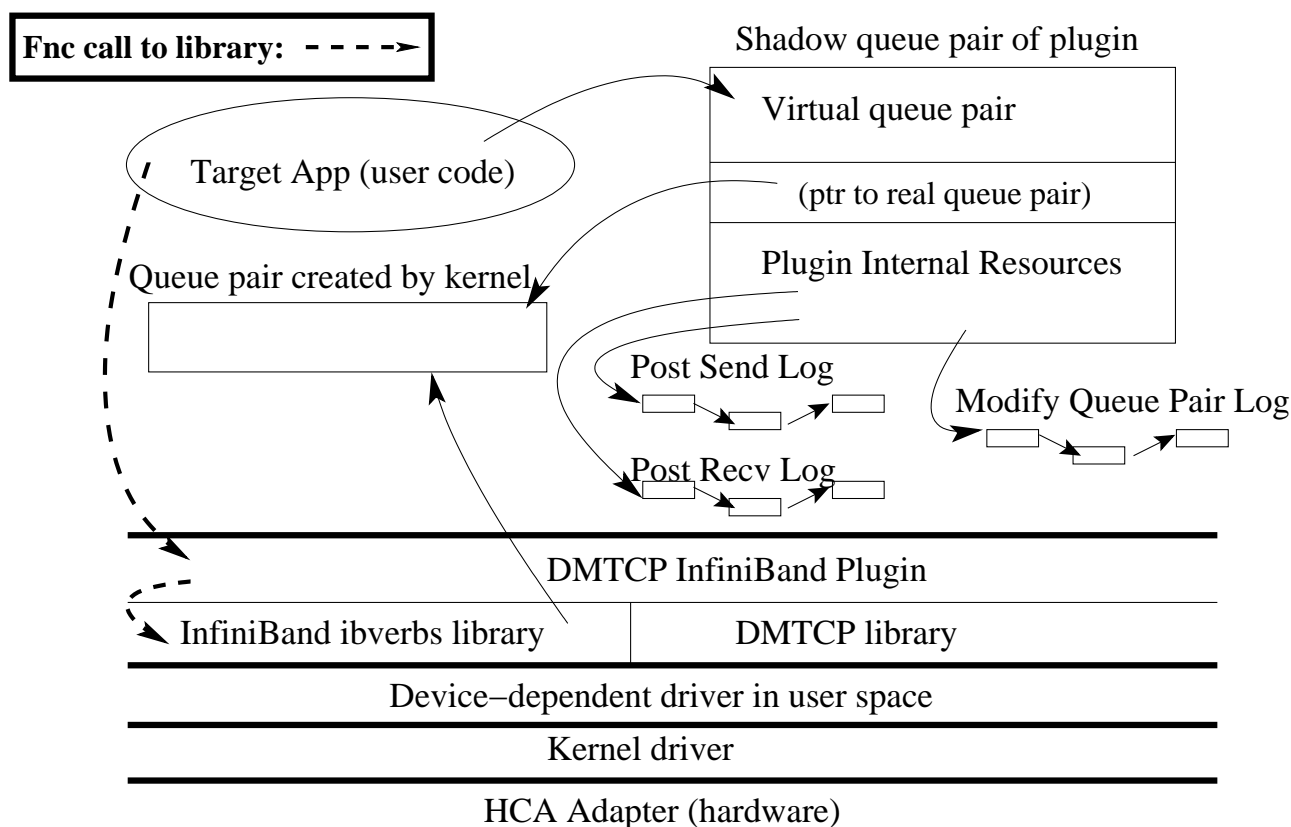 Fnc call to library:
Shadow queue pair of plugin
Virtual queue pair
Target App (user code)
(ptr to real queue pair)
Queue pair created by kernel
Plugin Internal Resources
Post Send Log
Modify Queue Pair Log
Post Recv Log
DMTCP InfiniBand Plugin
InfiniBand ibverbs library
DMTCP library
Device−dependent driver in user space
Kernel driver
HCA Adapter (hardware)